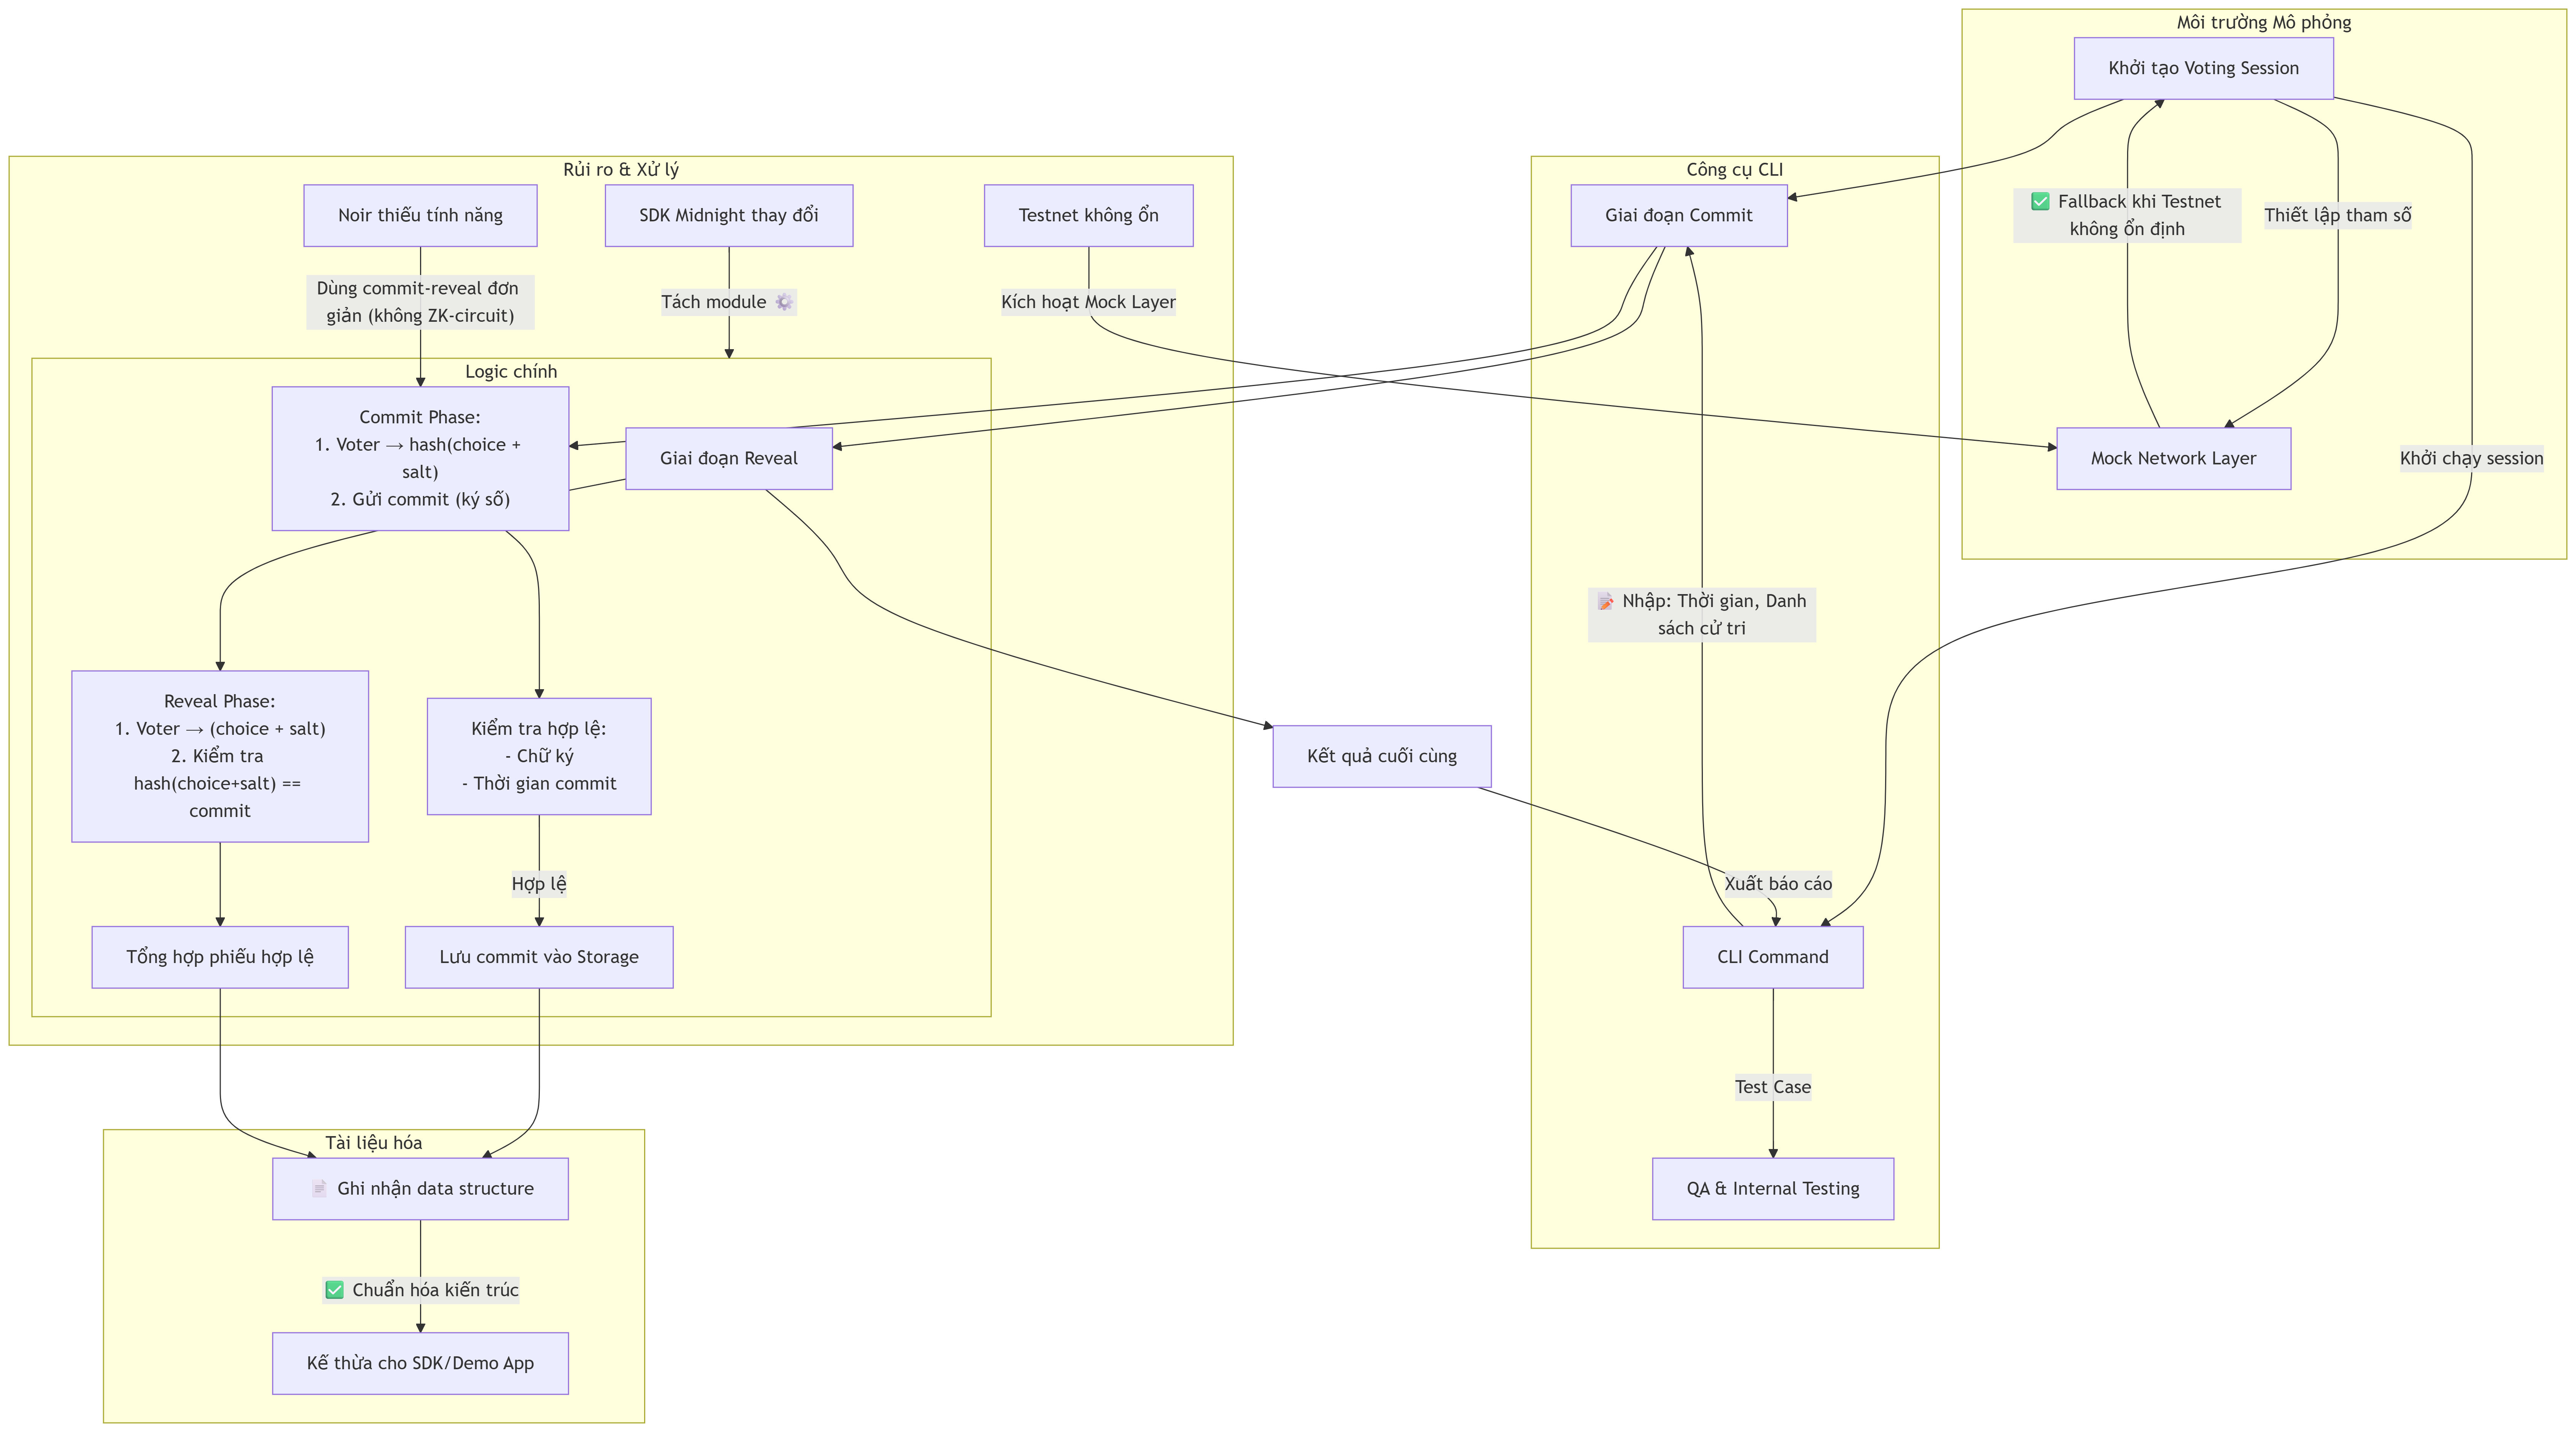 Môi trường Mô phỏng
Khởi tạo Voting Session
✅ Fallback khi Testnet
không ổn định
Thiết lập tham số
Khởi chạy session
Mock Network Layer
Rủi ro & Xử lý
Noir thiếu tính năng
SDK Midnight thay đổi
Testnet không ổn
Dùng commit-reveal đơn
giản (không ZK-circuit)
Tách module ⚙️
Kích hoạt Mock Layer
Logic chính
Commit Phase:
1. Voter → hash(choice +
salt)
2. Gửi commit (ký số)
Giai đoạn Reveal
Reveal Phase:
1. Voter → (choice + salt)
2. Kiểm tra
hash(choice+salt) ==
commit
Kiểm tra hợp lệ:
- Chữ ký
- Thời gian commit
Hợp lệ
Tổng hợp phiếu hợp lệ
Lưu commit vào Storage
Công cụ CLI
Giai đoạn Commit
📝 Nhập: Thời gian, Danh
sách cử tri
Kết quả cuối cùng
Xuất báo cáo
CLI Command
Test Case
QA & Internal Testing
Tài liệu hóa
📄 Ghi nhận data structure
✅ Chuẩn hóa kiến trúc
Kế thừa cho SDK/Demo App